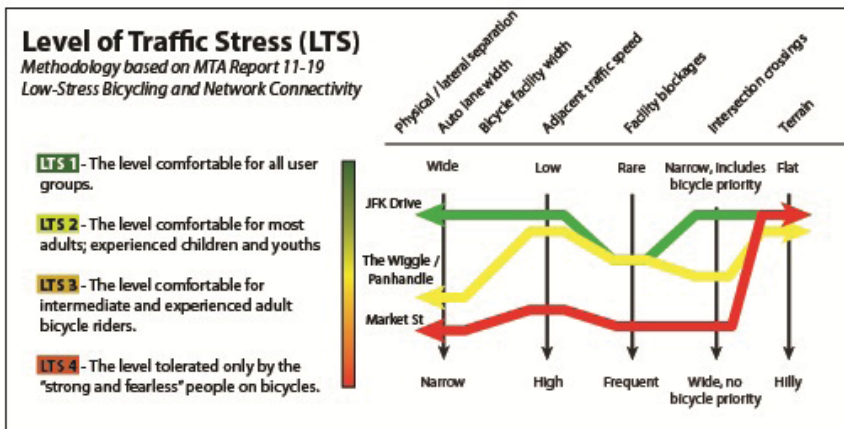 Level of Traffic Stress (LTS)
Methodology based on MTA Report 11-19
Low-Stress Bicycling and Network Connectivity
LTS 1 - The level comfortable for all user
groups.
LTS 2 - The level comfortable for most
adults; experienced children and youths
LTS 3 - The level comfortable for
intermediate and experienced adult
bicycle riders.
LTS 4 - The level tolerated only by the
"strong and fearless" people on bicycles.
Physical / lateral separation
Auto lane width
Bicycle facility width
Adjacent traffic speed
Facility blockages
Intersection crossings
Terrain
Wide
Low
Rare
Narrow, includes
bicycle priority
Flat
JFK Drive
The Wiggle /
Panhandle
Market St
Narrow
High
Frequent
Wide, no
bicycle priority
Hilly